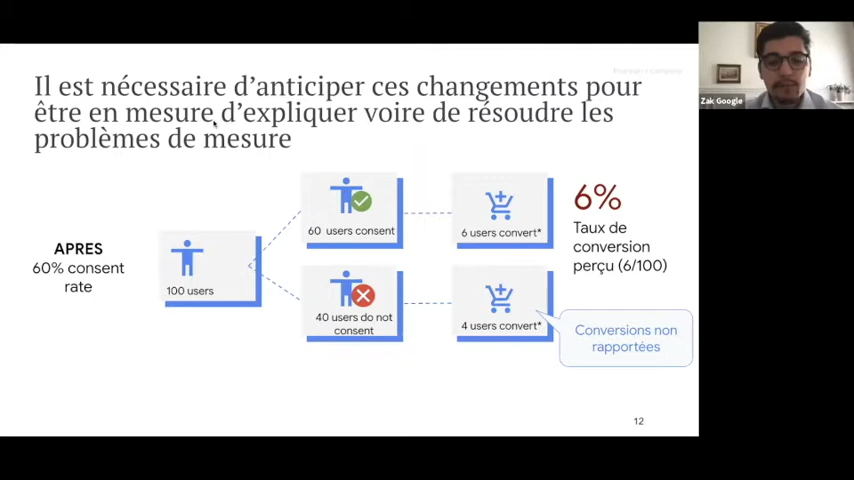 Il est nécessaire d'anticiper ces changements pour
être en mesure d'expliquer voire de résoudre les
problèmes de mesure
Zak Google
APRES
60% consent
rate
100 users
60 users consent
40 users do not
consent
6 users convert*
4 users convert*
6%
Taux de
conversion
perçu (6/100)
Conversions non
rapportées
12